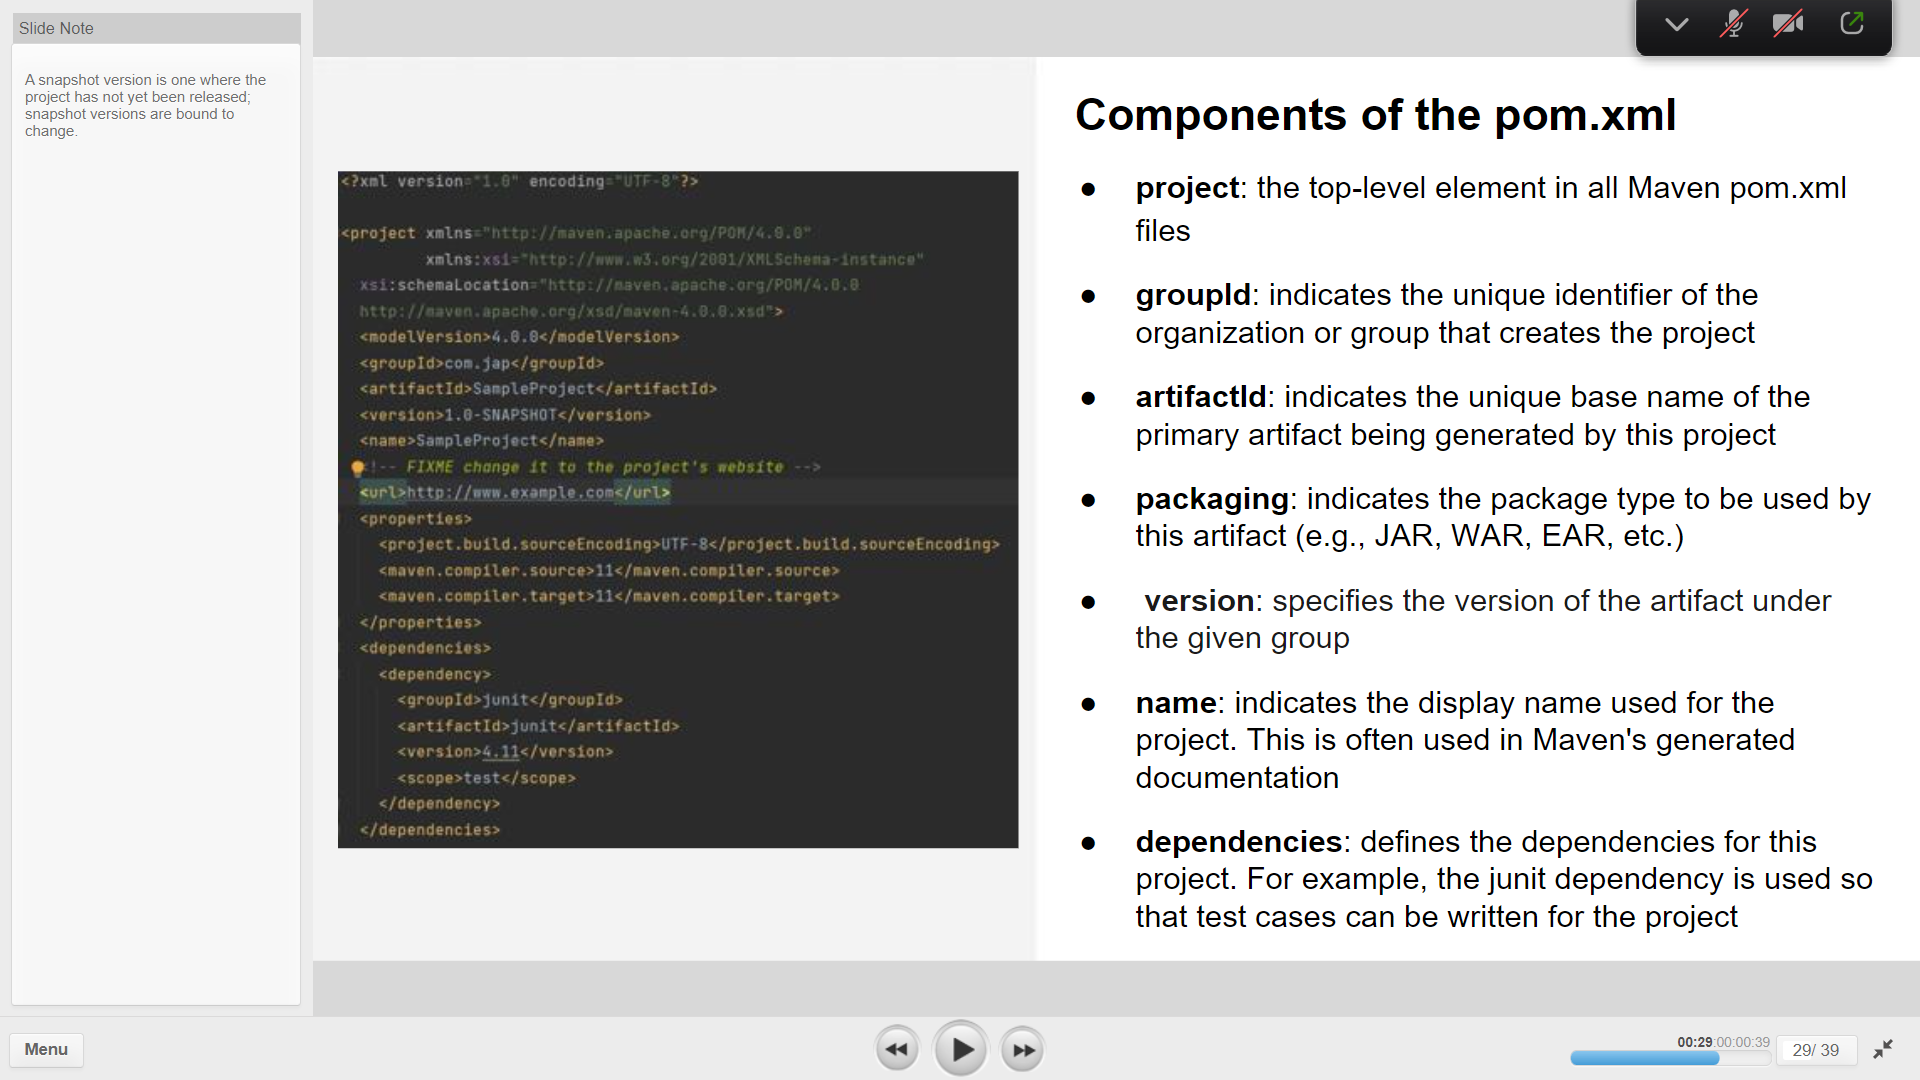 Slide Note
A snapshot version is one where the
project has not yet been released;
snapshot versions are bound to
change.
<?xml version="1.0" encoding="UTF-8"?>
<project xmlns="http://maven.apache.org/POM/4.0.0"
xmlns:xsi="http://www.w3.org/2001/XMLSchema-instance"
xsi:schemaLocation="http://maven.apache.org/POM/4.0.0
http://maven.apache.org/xsd/maven-4.0.0.xsd">
<modelVersion>4.0.0</modelVersion>
<groupId>com.jap</groupId>
<artifactId>SampleProject</artifactId>
<version>1.0-SNAPSHOT</version>
<name>SampleProject</name>
<!-- FIXME change it to the project's website -->
<url>http://www.example.com</url>
<properties>
<project.build.sourceEncoding>UTF-8</project.build.sourceEncoding>
<maven.compiler.source>11</maven.compiler.source>
<maven.compiler.target>11</maven.compiler.target>
</properties>
<dependencies>
<dependency>
<groupId>junit</groupId>
<artifactId>junit</artifactId>
<version>4.11</version>
<scope>test</scope>
</dependency>
</dependencies>
Components of the pom.xml
● project: the top-level element in all Maven pom.xml
files
● groupId: indicates the unique identifier of the
organization or group that creates the project
● artifactId: indicates the unique base name of the
primary artifact being generated by this project
● packaging: indicates the package type to be used by
this artifact (e.g., JAR, WAR, EAR, etc.)
● version: specifies the version of the artifact under
the given group
● name: indicates the display name used for the
project. This is often used in Maven's generated
documentation
● dependencies: defines the dependencies for this
project. For example, the junit dependency is used so
that test cases can be written for the project
Menu
00:29:00:00:39
29/ 39